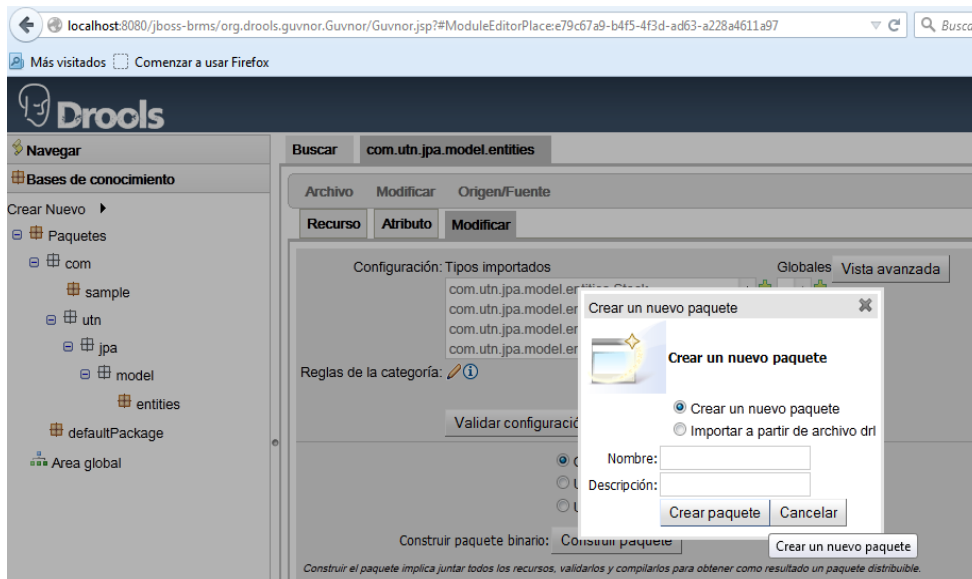 localhost:8080/jboss-brms/org.drools.guvnor.Guvnor/Guvnor.jsp?#ModuleEditorPlace:e79c67a9-b4f5-4f3d-ad63-a228a4611a97
Busca
Más visitados Comenzar a usar Firefox
Drools
Navegar
Bases de conocimiento
Crear Nuevo
Paquetes
com
sample
utn
jpa
model
entities
defaultPackage
Area global
Buscar com.utn.jpa.model.entities
Archivo Modificar Origen/Fuente
Recurso Atributo Modificar
Configuración: Tipos importados Globales Vista avanzada
com.utn.jpa.model.entities.Stock
com.utn.jpa.model.er
com.utn.jpa.model.er
com.utn.jpa.model.er
Reglas de la categoría:
Validar configuració
Construir paquete binario: Construir paquete
Construir el paquete implica juntar todos los recursos, validarlos y compilarlos para obtener como resultado un paquete distribuible.
Crear un nuevo paquete
Crear un nuevo paquete
Crear un nuevo paquete
Importar a partir de archivo drl
Nombre:
Descripción:
Crear paquete Cancelar
Crear un nuevo paquete